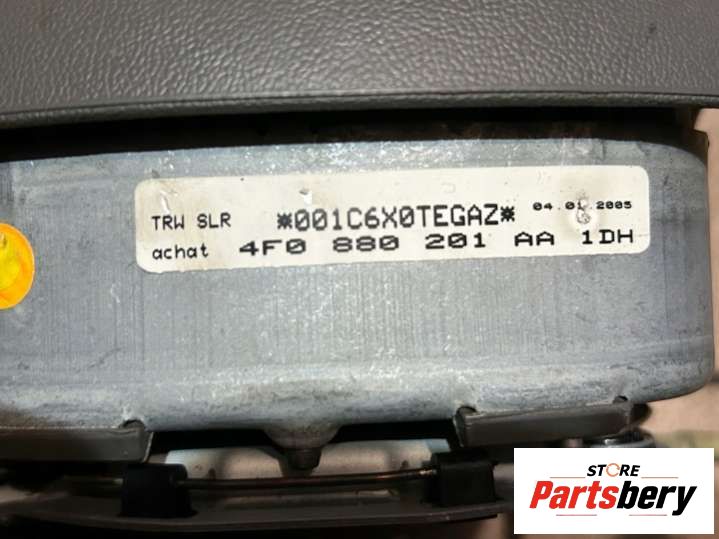 TRW SLR *001C6X0TEGAZ* 04.01.2005
achat 4F0 880 201 AA 1DH
STORE
Partsbery